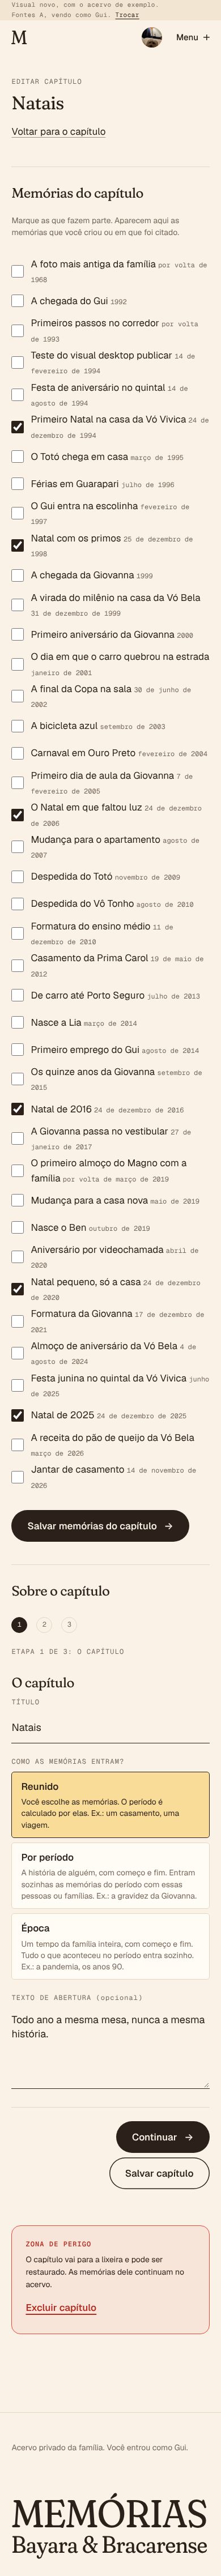 Visual novo, com o acervo de exemplo.
Fontes A, vendo como Gui. Trocar
M
Menu +
EDITAR CAPÍTULO
Natais
Voltar para o capítulo
Memórias do capítulo
Marque as que fazem parte. Aparecem aqui as
memórias que você criou ou em que foi citado.
A foto mais antiga da família por volta de
1968
A chegada do Gui 1992
Primeiros passos no corredor por volta
de 1993
Teste do visual desktop publicar 14 de
fevereiro de 1994
Festa de aniversário no quintal 14 de
agosto de 1994
Primeiro Natal na casa da Vó Vivica 24 de
dezembro de 1994
O Totó chega em casa março de 1995
Férias em Guarapari julho de 1996
O Gui entra na escolinha fevereiro de
1997
Natal com os primos 25 de dezembro de
1998
A chegada da Giovanna 1999
A virada do milênio na casa da Vó Bela
31 de dezembro de 1999
Primeiro aniversário da Giovanna 2000
O dia em que o carro quebrou na estrada
janeiro de 2001
A final da Copa na sala 30 de junho de
2002
A bicicleta azul setembro de 2003
Carnaval em Ouro Preto fevereiro de 2004
Primeiro dia de aula da Giovanna 7 de
fevereiro de 2005
O Natal em que faltou luz 24 de dezembro
de 2006
Mudança para o apartamento agosto de
2007
Despedida do Totó novembro de 2009
Despedida do Vô Tonho agosto de 2010
Formatura do ensino médio 11 de
dezembro de 2010
Casamento da Prima Carol 19 de maio de
2012
De carro até Porto Seguro julho de 2013
Nasce a Lia março de 2014
Primeiro emprego do Gui agosto de 2014
Os quinze anos da Giovanna setembro de
2015
Natal de 2016 24 de dezembro de 2016
A Giovanna passa no vestibular 27 de
janeiro de 2017
O primeiro almoço do Magno com a
família por volta de março de 2019
Mudança para a casa nova maio de 2019
Nasce o Ben outubro de 2019
Aniversário por videochamada abril de
2020
Natal pequeno, só a casa 24 de dezembro
de 2020
Formatura da Giovanna 17 de dezembro de
2021
Almoço de aniversário da Vó Bela 4 de
agosto de 2024
Festa junina no quintal da Vó Vivica junho
de 2025
Natal de 2025 24 de dezembro de 2025
A receita do pão de queijo da Vó Bela
março de 2026
Jantar de casamento 14 de novembro de
2026
Salvar memórias do capítulo →
Sobre o capítulo
1 2 3
ETAPA 1 DE 3: O CAPÍTULO
O capítulo
TÍTULO
Natais
COMO AS MEMÓRIAS ENTRAM?
Reunido
Você escolhe as memórias. O período é
calculado por elas. Ex.: um casamento, uma
viagem.
Por período
A história de alguém, com começo e fim. Entram
sozinhas as memórias do período com essas
pessoas ou famílias. Ex.: a gravidez da Giovanna.
Época
Um tempo da família inteira, com começo e fim.
Tudo o que aconteceu no período entra sozinho.
Ex.: a pandemia, os anos 90.
TEXTO DE ABERTURA (opcional)
Todo ano a mesma mesa, nunca a mesma
história.
Continuar →
Salvar capítulo
ZONA DE PERIGO
O capítulo vai para a lixeira e pode ser
restaurado. As memórias dele continuam no
acervo.
Excluir capítulo
Acervo privado da família. Você entrou como Gui.
MEMÓRIAS
Bayara & Bracarense